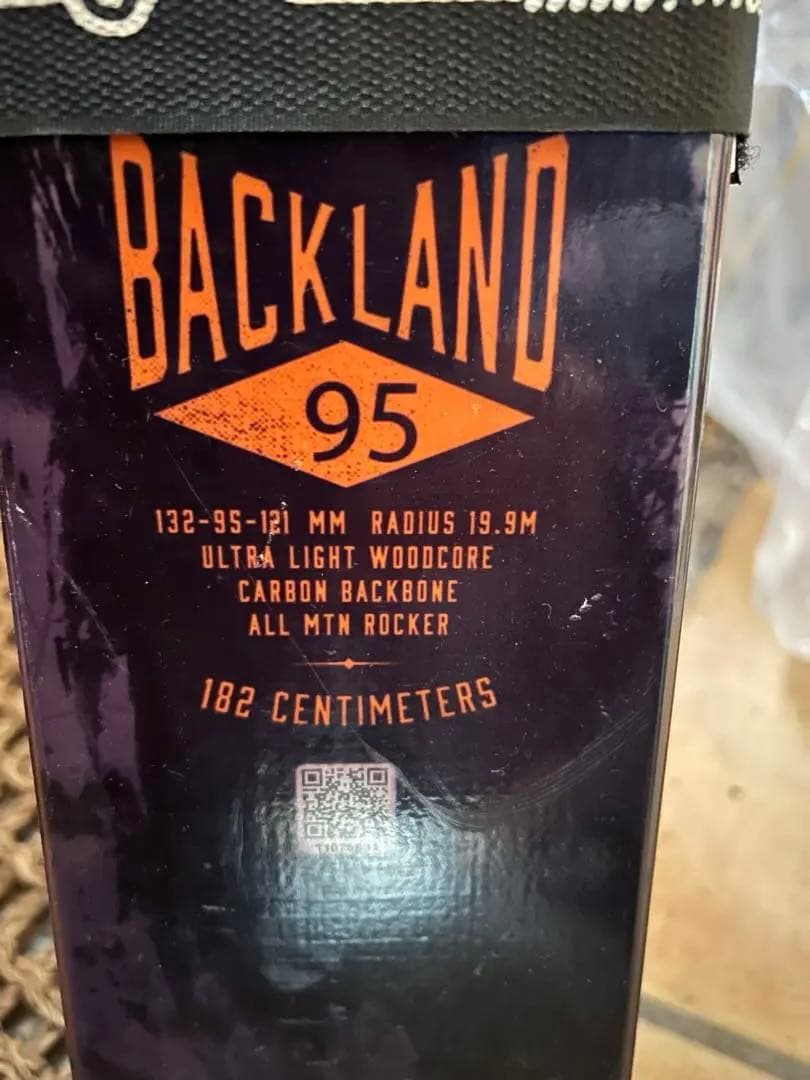 BACKLAND
95
132-95-121 MM RADIUS 19.9M
ULTRA LIGHT WOODCORE
CARBON BACKBONE
ALL MTN ROCKER
182 CENTIMETERS